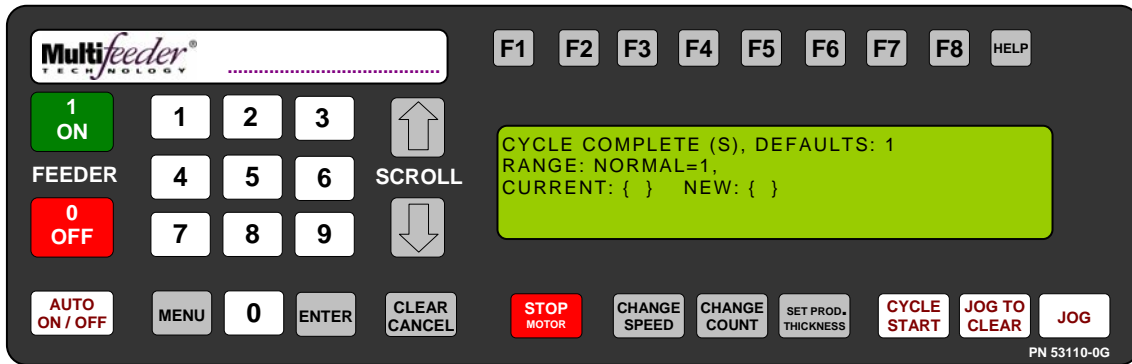 Multifeeder®
TECHNOLOGY
F1 F2 F3 F4 F5 F6 F7 F8 HELP
1
ON
FEEDER
0
OFF
1 2 3
4 5 6
7 8 9
SCROLL
CYCLE COMPLETE (S), DEFAULTS: 1
RANGE: NORMAL=1,
CURRENT: { } NEW: { }
AUTO
ON / OFF
MENU
0
ENTER
CLEAR
CANCEL
STOP
MOTOR
CHANGE
SPEED
CHANGE
COUNT
SET PROD.
THICKNESS
CYCLE
START
JOG TO
CLEAR
JOG
PN 53110-0G